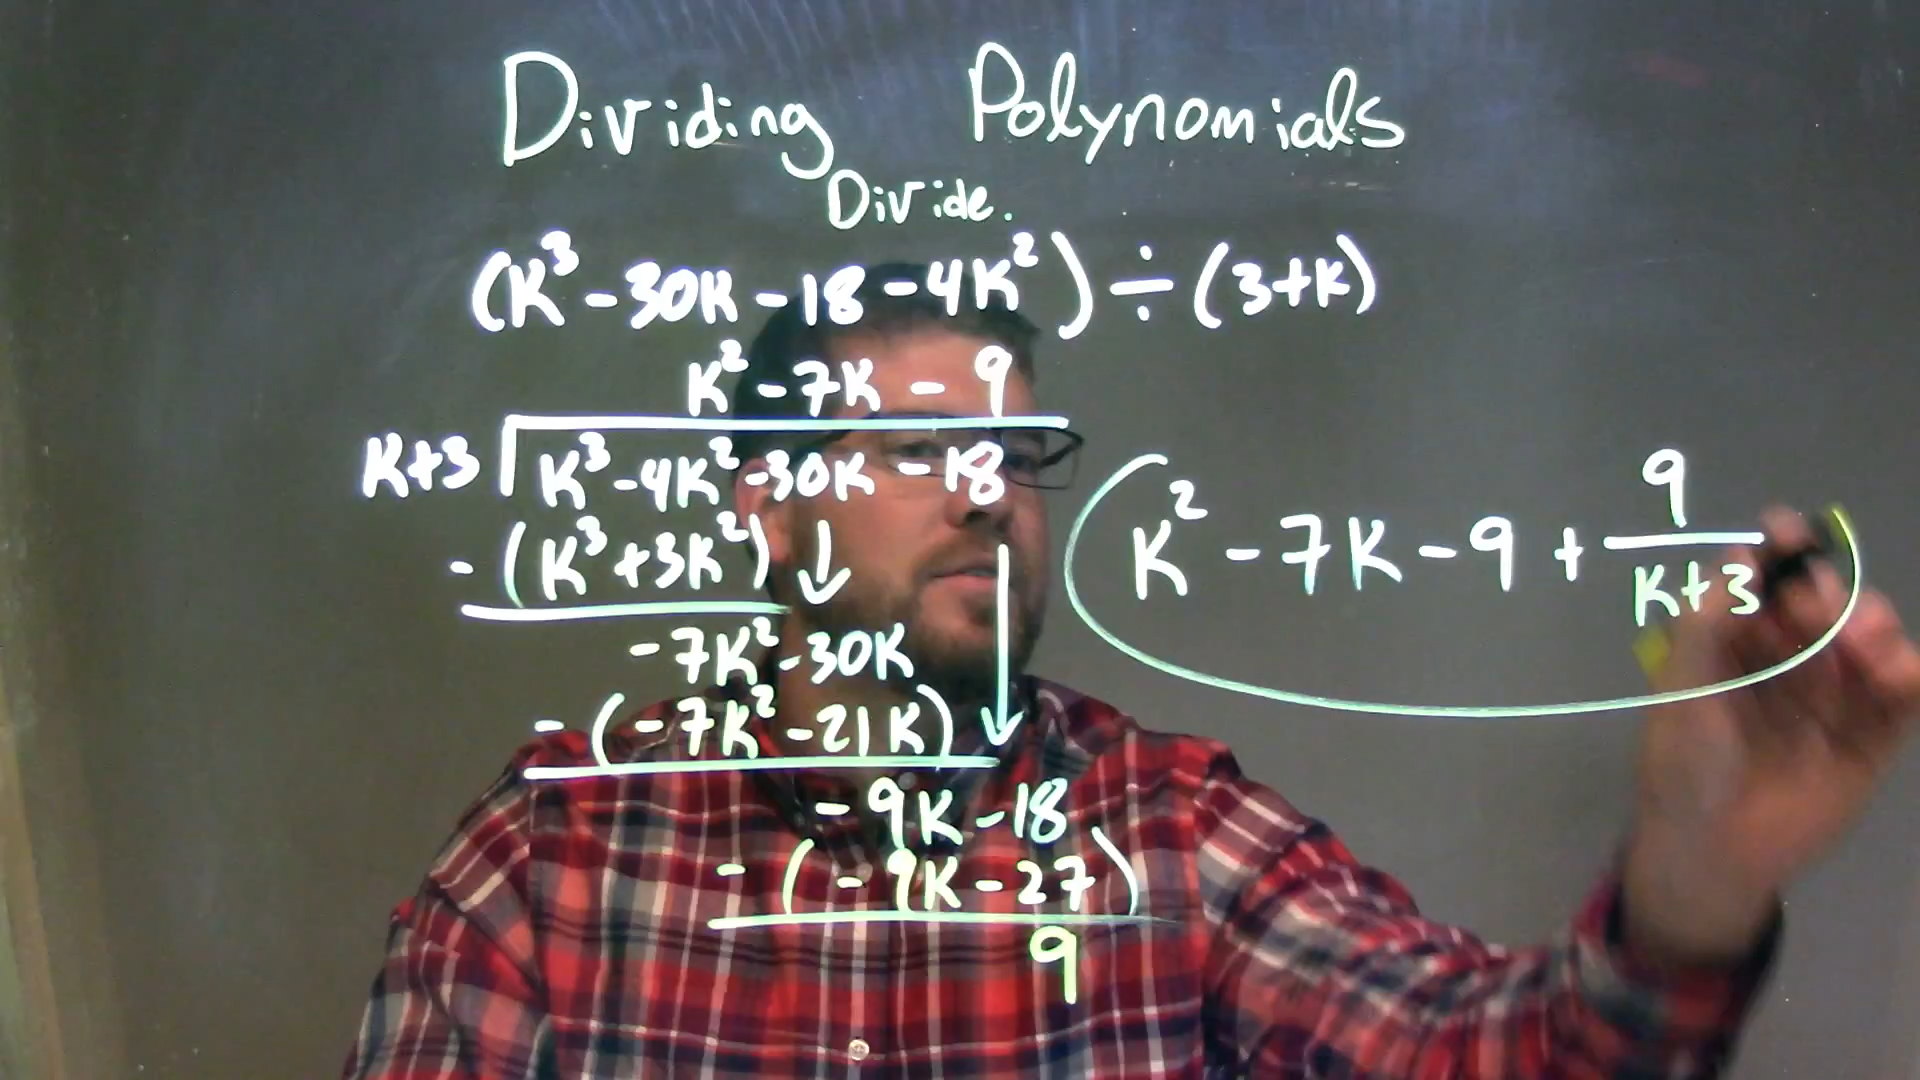 Dividing Polynomials
Divide.
(K³ - 30K - 18 - 4K²) ÷ (3+K)
K² - 7K - 9
K+3 K³ - 4K² - 30K - 18
- (K³ + 3K²)
-7K² - 30K
- (-7K² - 21K)
-9K - 18
- (-9K - 27)
9
K² - 7K - 9 + 9/(K+3)